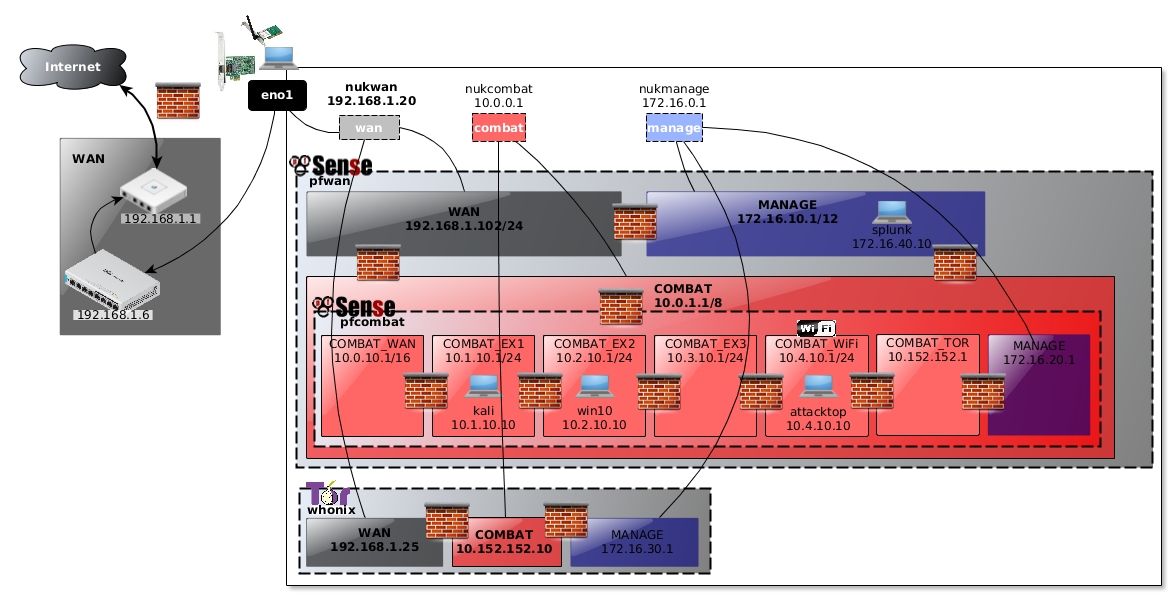 Internet
eno1
nukwan
192.168.1.20
wan
nukcombat
10.0.0.1
combat
nukmanage
172.16.0.1
manage
WAN
192.168.1.1
192.168.1.6
Sense
pfwan
WAN
192.168.1.102/24
MANAGE
172.16.10.1/12
splunk
172.16.40.10
COMBAT
10.0.1.1/8
Sense
pfcombat
COMBAT_WAN
10.0.10.1/16
COMBAT_EX1
10.1.10.1/24
kali
10.1.10.10
COMBAT_EX2
10.2.10.1/24
win10
10.2.10.10
COMBAT_EX3
10.3.10.1/24
Wi Fi
COMBAT_WiFi
10.4.10.1/24
attacktop
10.4.10.10
COMBAT_TOR
10.152.152.1
MANAGE
172.16.20.1
Tor
whonix
WAN
192.168.1.25
COMBAT
10.152.152.10
MANAGE
172.16.30.1